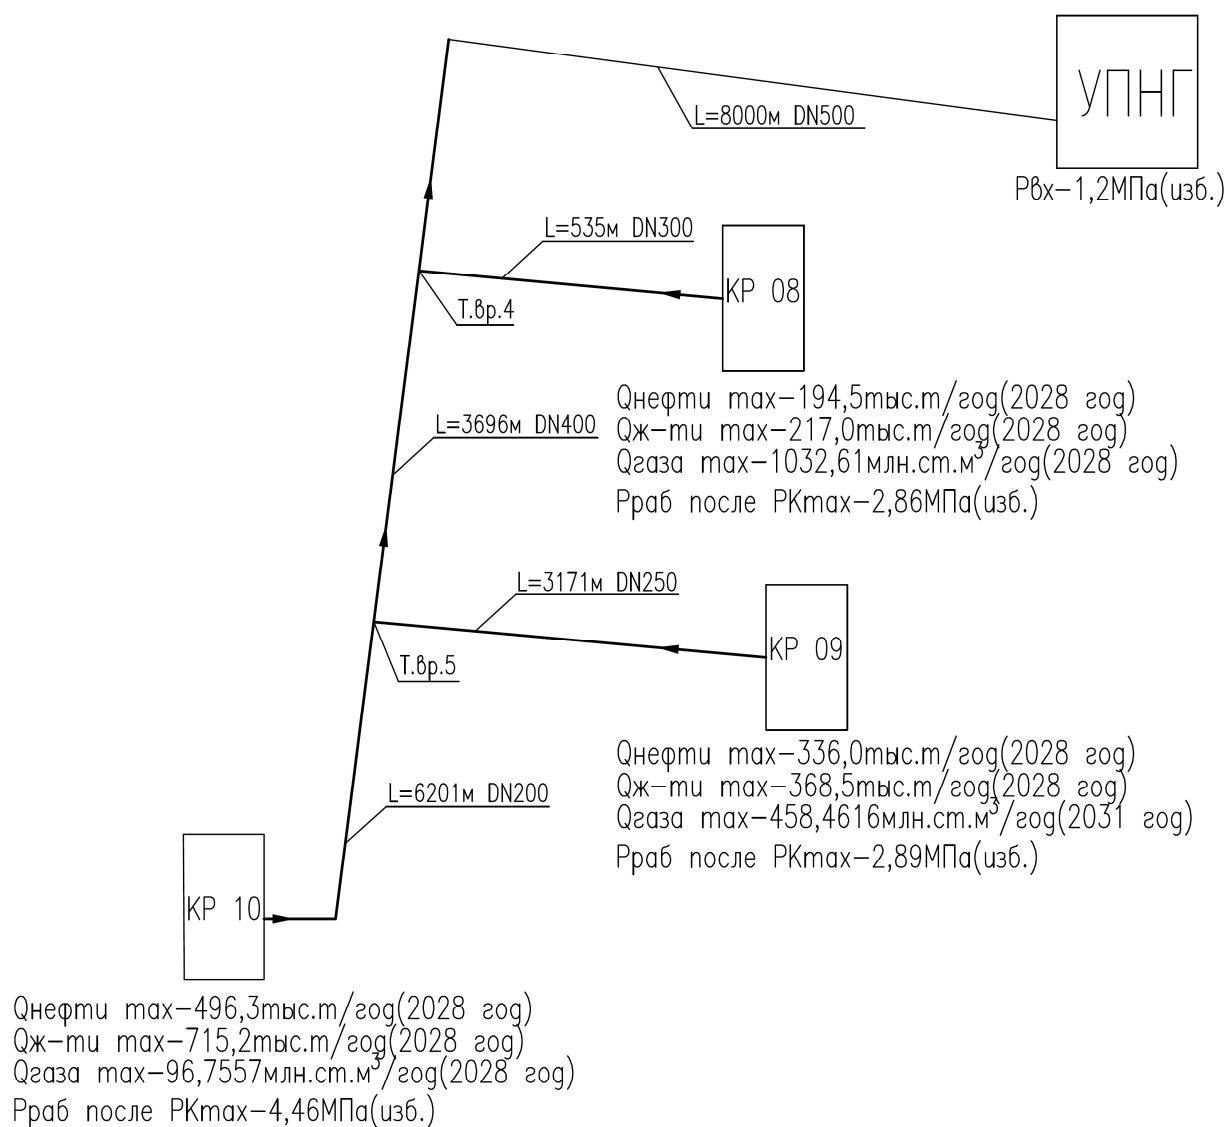 УПНГ
L=8000м DN500
Рвх-1,2МПа(изб.)
L=535м DN300
КР 08
Т.вр.4
Qнефти max-194,5тыс.т/год(2028 год)
Qж-ти max-217,0тыс.т/год(2028 год)
Qгаза max-1032,61млн.ст.м³/год(2028 год)
Рраб после РКmax-2,86МПа(изб.)
L=3696м DN400
L=3171м DN250
КР 09
Т.вр.5
Qнефти max-336,0тыс.т/год(2028 год)
Qж-ти max-368,5тыс.т/год(2028 год)
Qгаза max-458,4616млн.ст.м³/год(2031 год)
Рраб после РКmax-2,89МПа(изб.)
L=6201м DN200
КР 10
Qнефти max-496,3тыс.т/год(2028 год)
Qж-ти max-715,2тыс.т/год(2028 год)
Qгаза max-96,7557млн.ст.м³/год(2028 год)
Рраб после РКmax-4,46МПа(изб.)